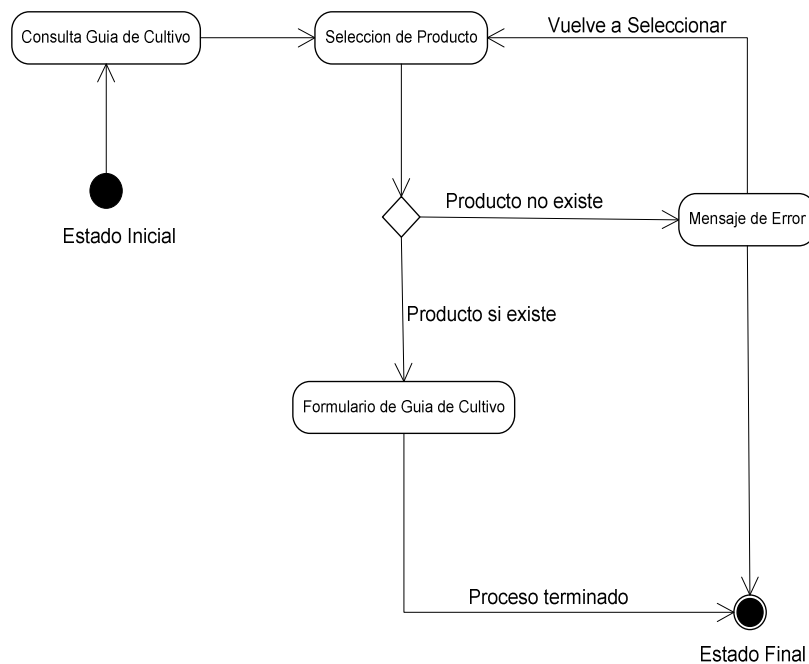 Vuelve a Seleccionar
Consulta Guia de Cultivo
Seleccion de Producto
Producto no existe
Mensaje de Error
Estado Inicial
Producto si existe
Formulario de Guia de Cultivo
Proceso terminado
Estado Final